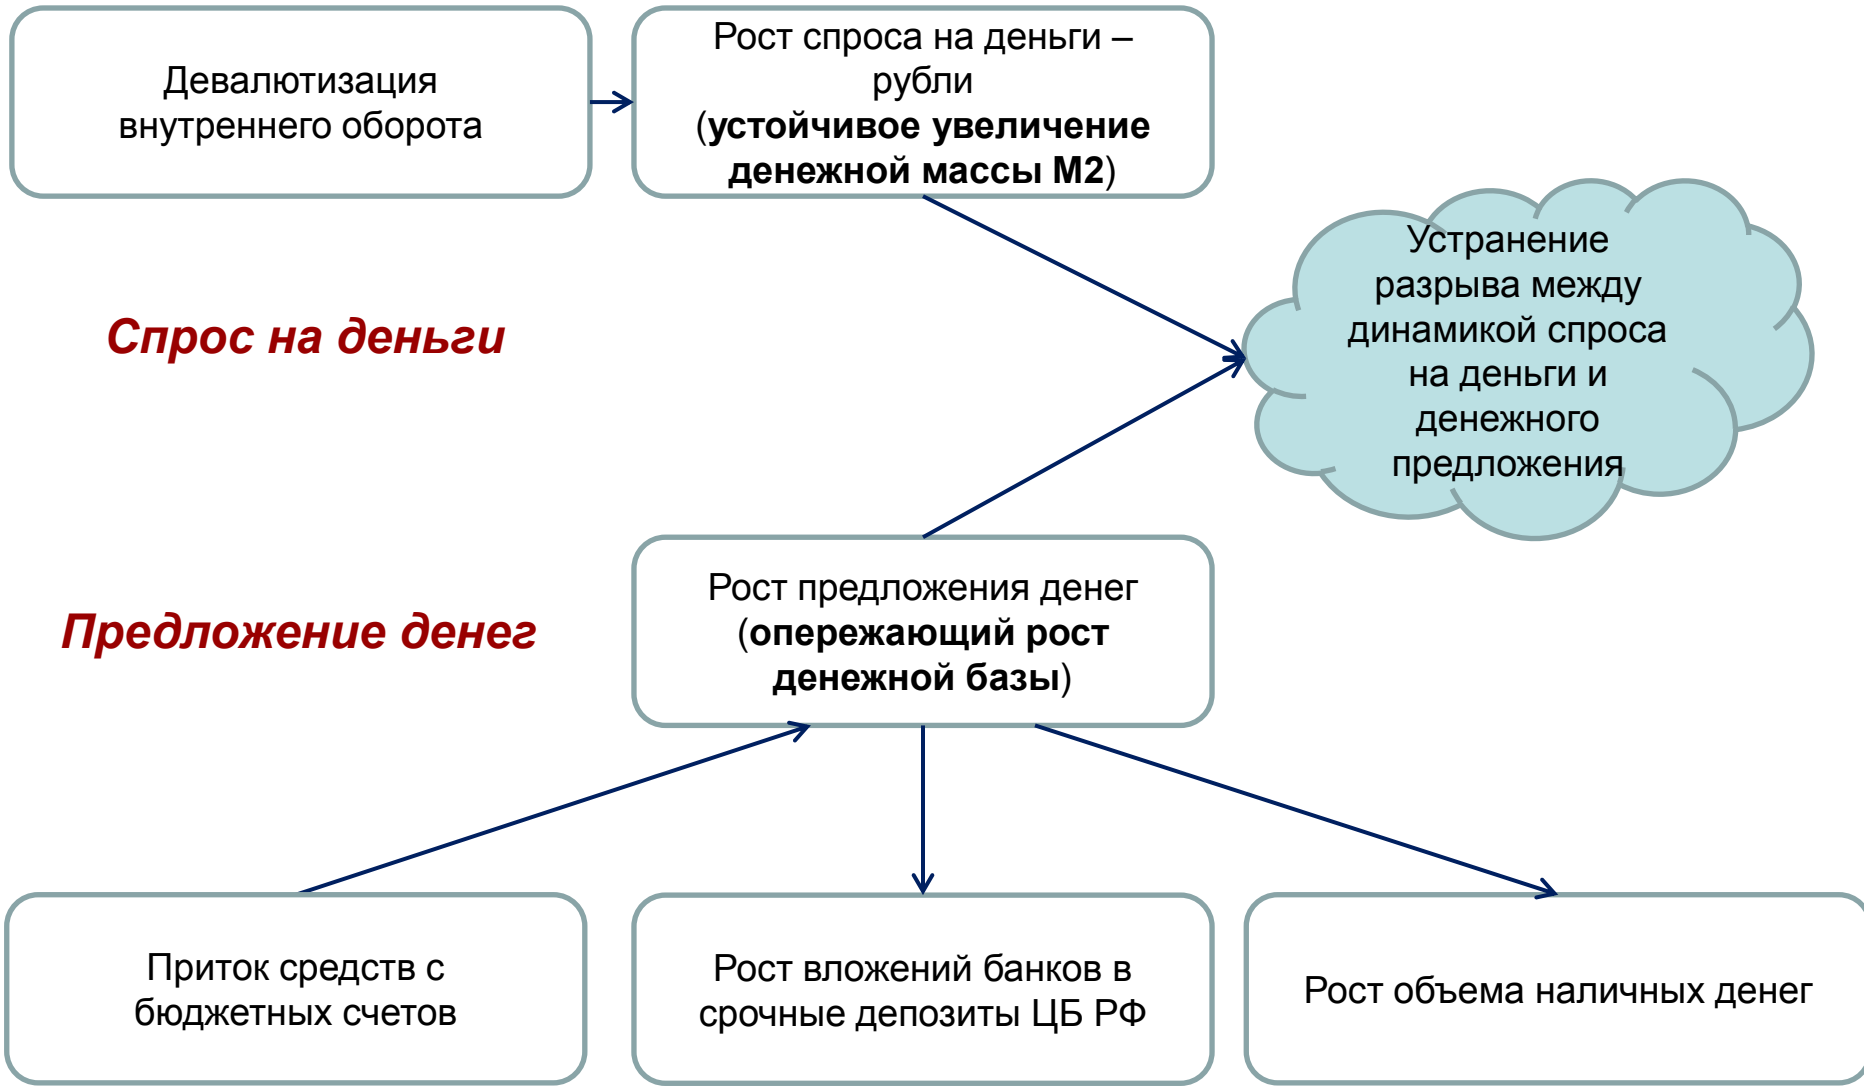 Девалютизация
внутреннего оборота
Рост спроса на деньги –
рубли
(устойчивое увеличение
денежной массы М2)
Устранение
разрыва между
динамикой спроса
на деньги и
денежного
предложения
Спрос на деньги
Предложение денег
Рост предложения денег
(опережающий рост
денежной базы)
Приток средств с
бюджетных счетов
Рост вложений банков в
срочные депозиты ЦБ РФ
Рост объема наличных денег